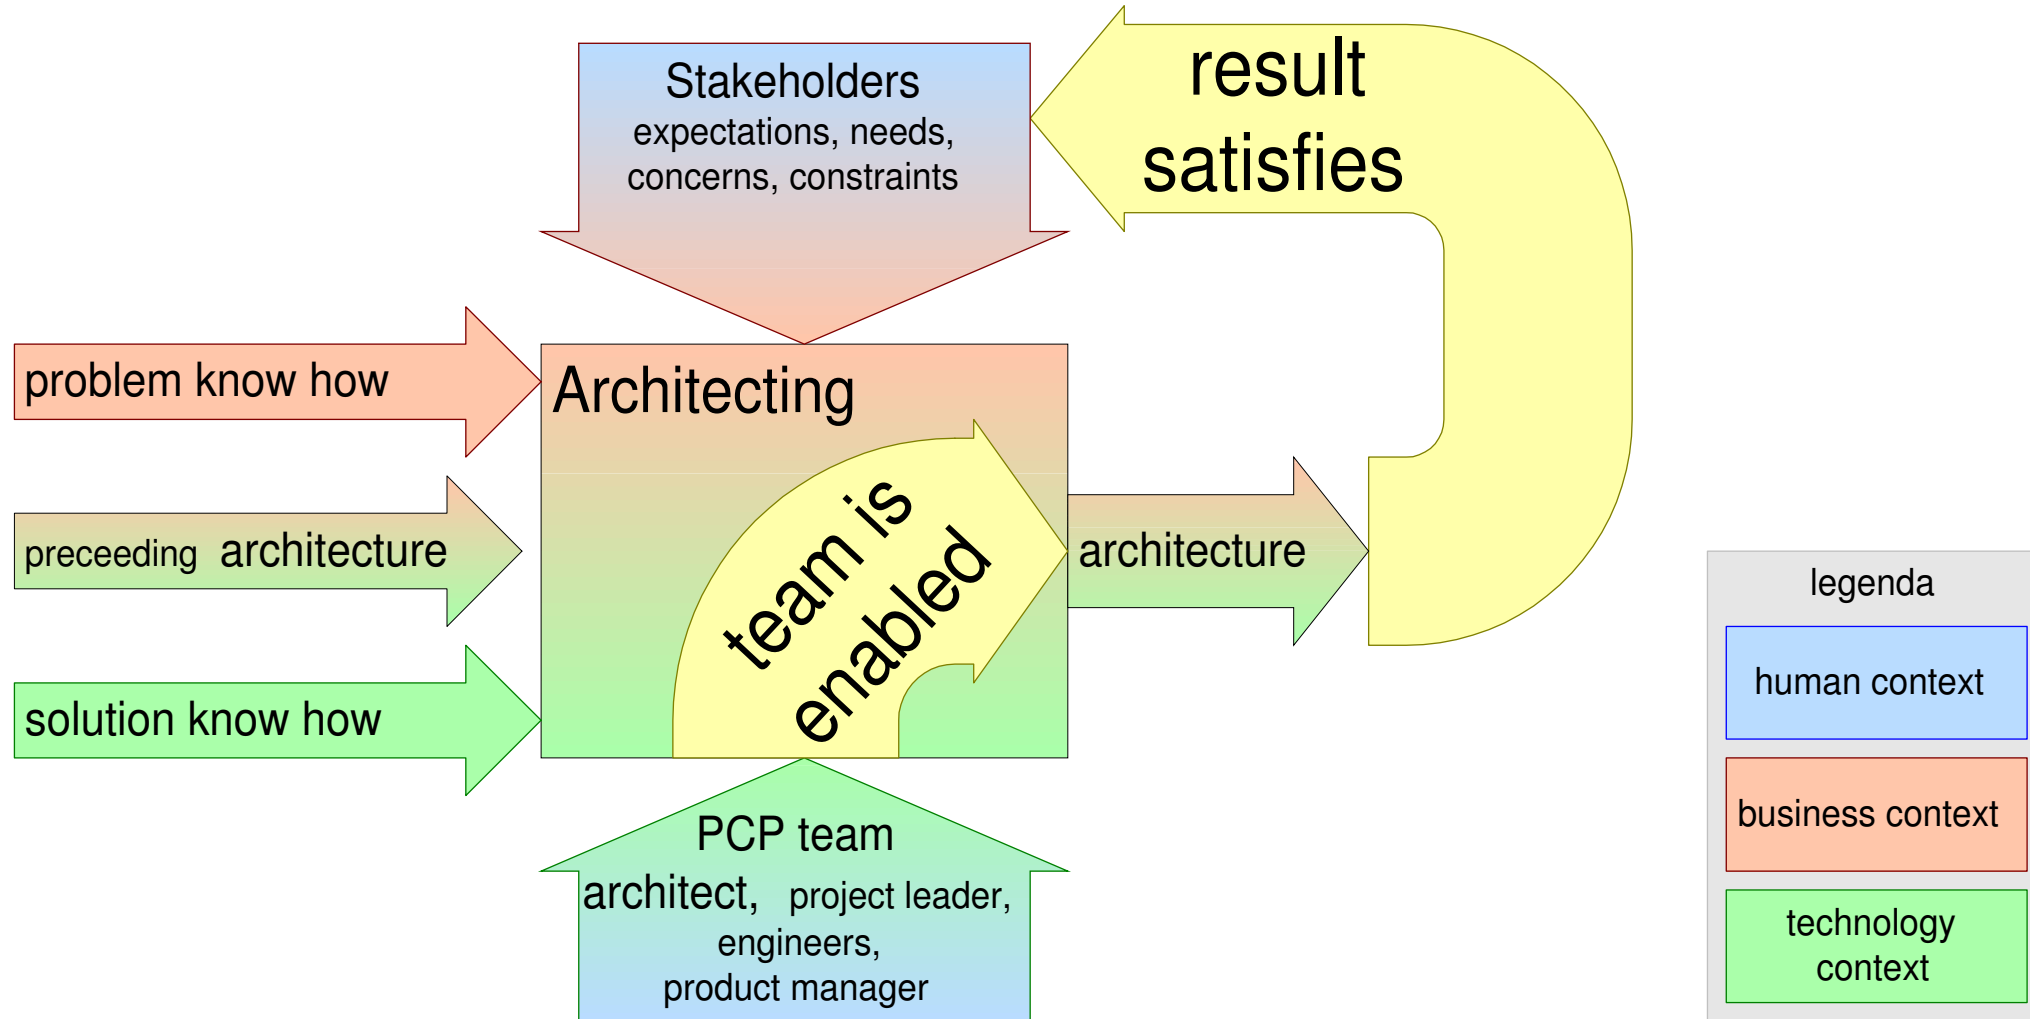 Stakeholders
expectations, needs,
concerns, constraints
result
satisfies
problem know how
Architecting
preceeding architecture
team is
enabled
architecture
solution know how
PCP team
architect, project leader,
engineers,
product manager
legenda
human context
business context
technology
context